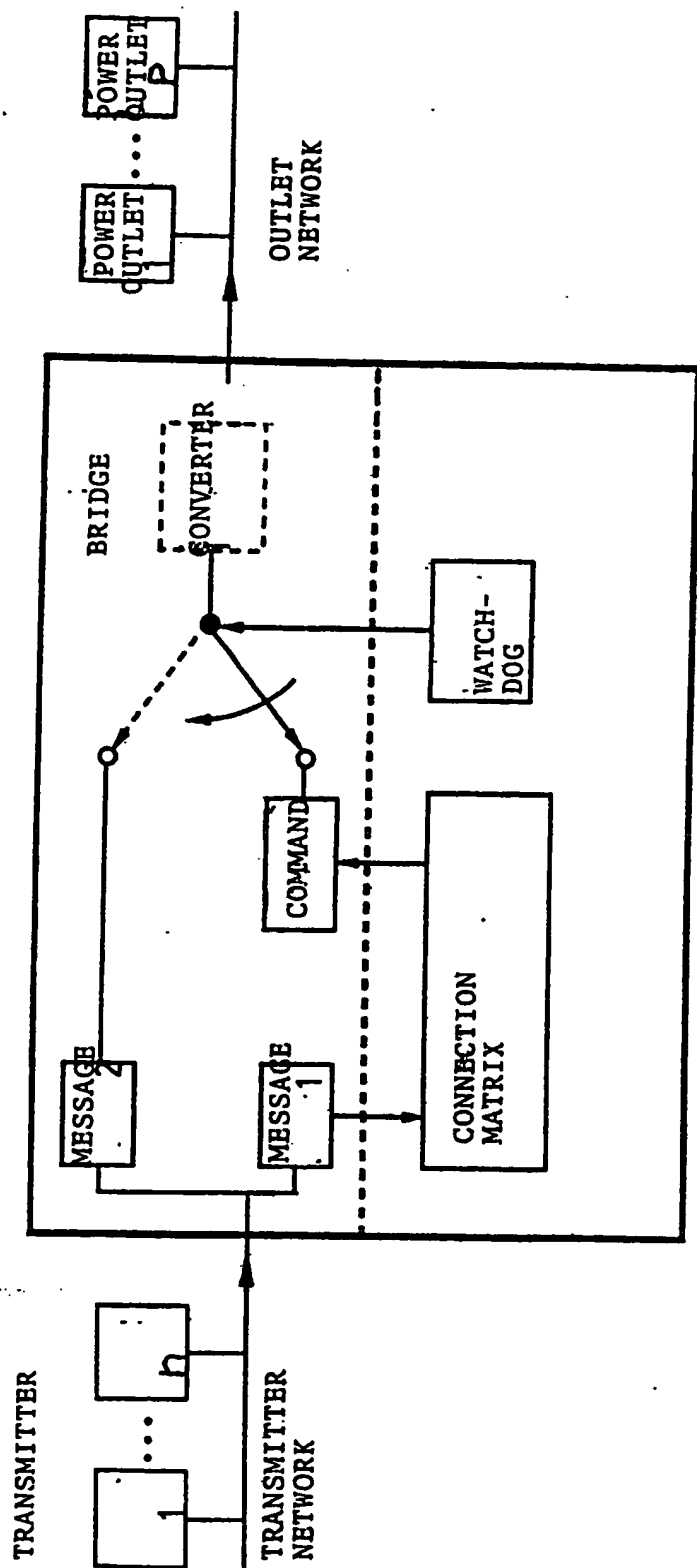 TRANSMITTER
1
n
TRANSMITTER
NETWORK
BRIDGE
MESSAGE
2
MESSAGE
1
COMMAND
CONVERTER
CONNECTION
MATRIX
WATCH-
DOG
POWER
OUTLET
1
POWER
OUTLET
P
OUTLET
NETWORK